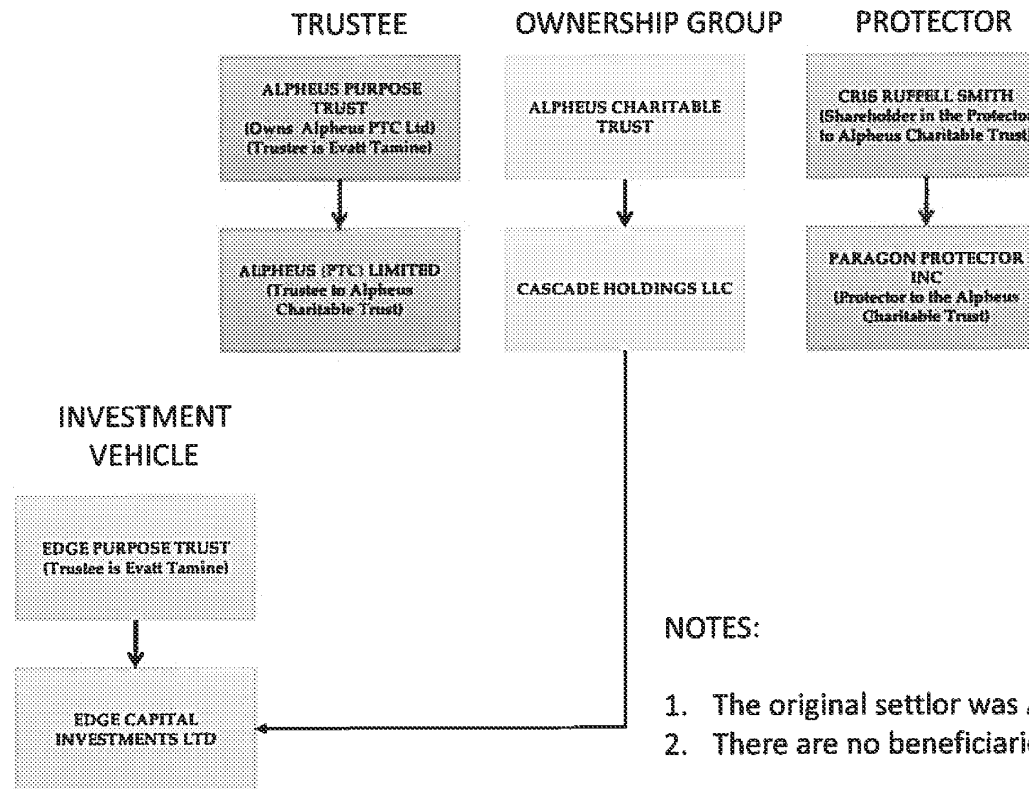 TRUSTEE
OWNERSHIP GROUP
PROTECTOR
ALPHEUS PURPOSE
TRUST
(Owns Alpheus PTC Ltd)
(Trustee is Evatt Tamine)
ALPHEUS CHARITABLE
TRUST
CRIS RUFFELL SMITH
(Shareholder in the Protector
to Alpheus Charitable Trust)
ALPHEUS (PTC) LIMITED
(Trustee to Alpheus
Charitable Trust)
CASCADE HOLDINGS LLC
PARAGON PROTECTOR
INC
(Protector to the Alpheus
Charitable Trust)
INVESTMENT
VEHICLE
EDGE PURPOSE TRUST
(Trustee is Evatt Tamine)
EDGE CAPITAL
INVESTMENTS LTD
NOTES:
1. The original settlor was
2. There are no